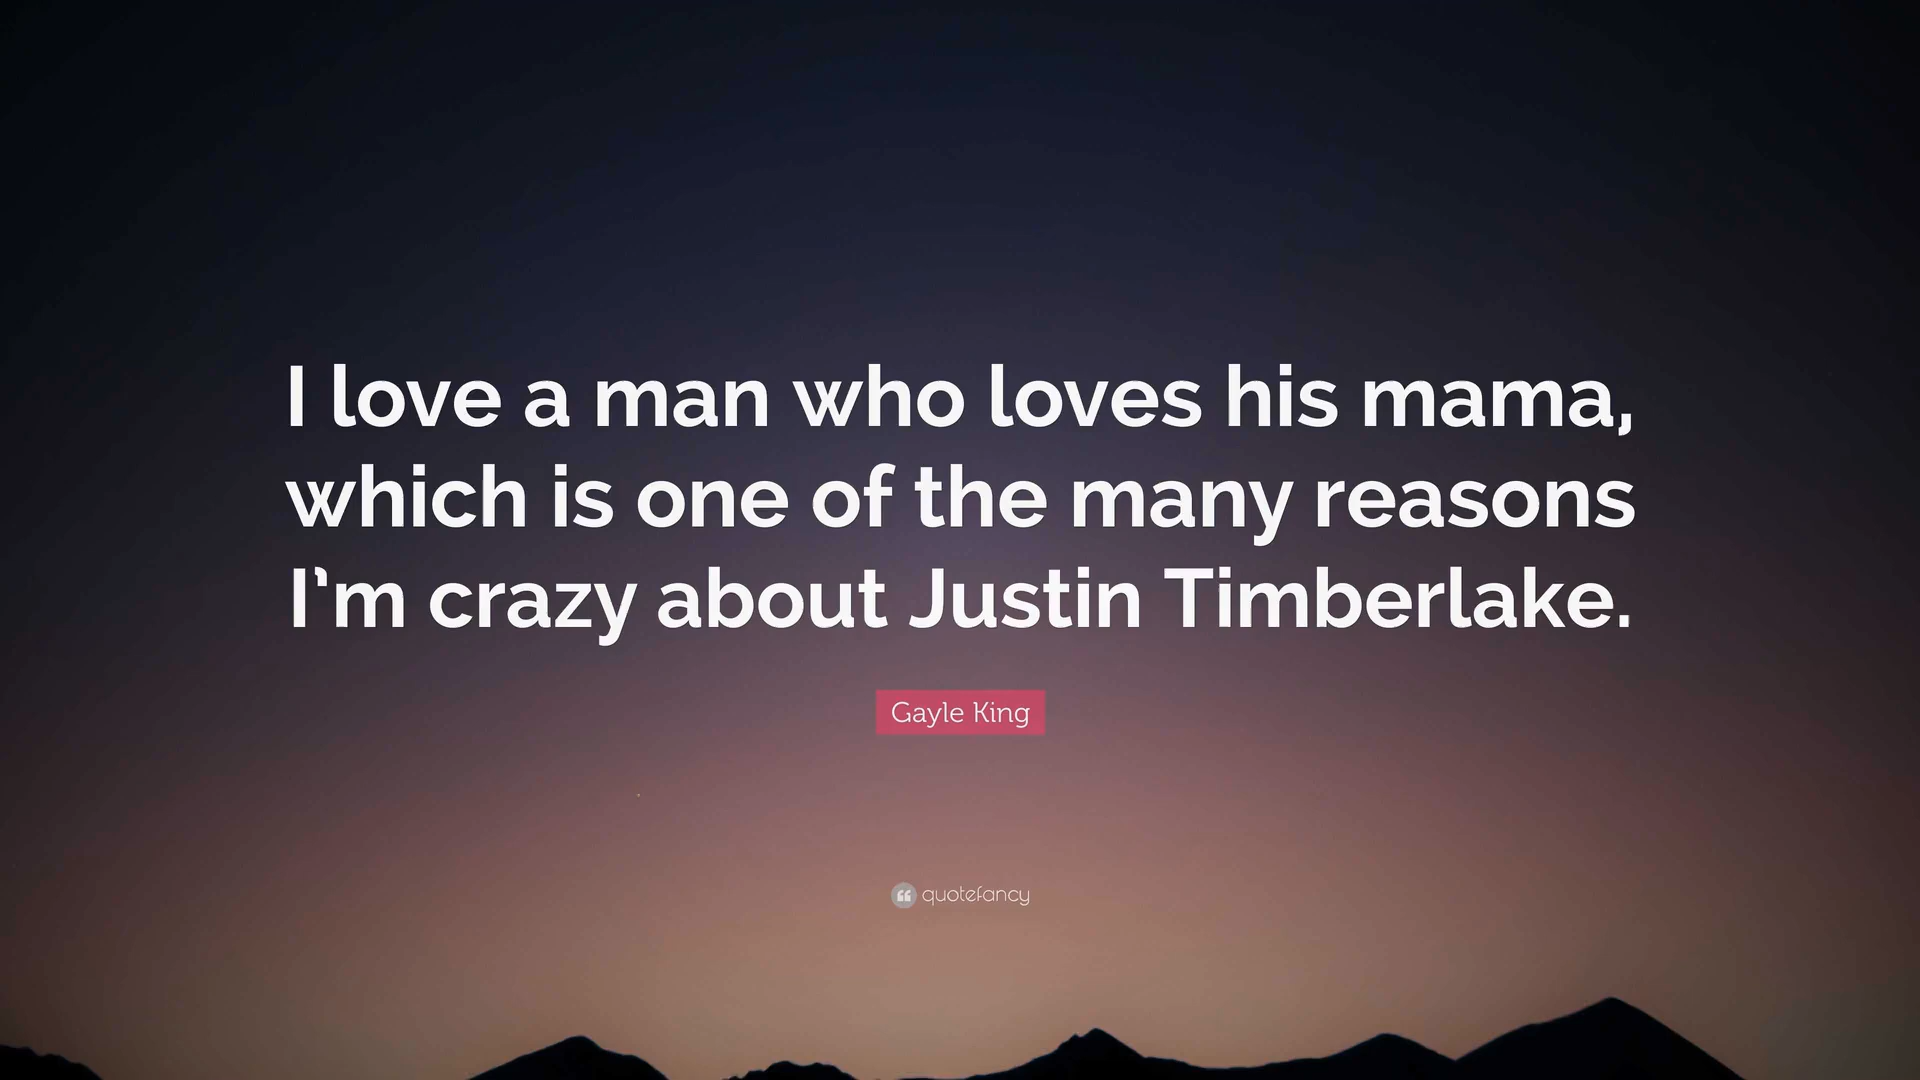 I love a man who loves his mama,
which is one of the many reasons
I’m crazy about Justin Timberlake.
Gayle King
quotefancy